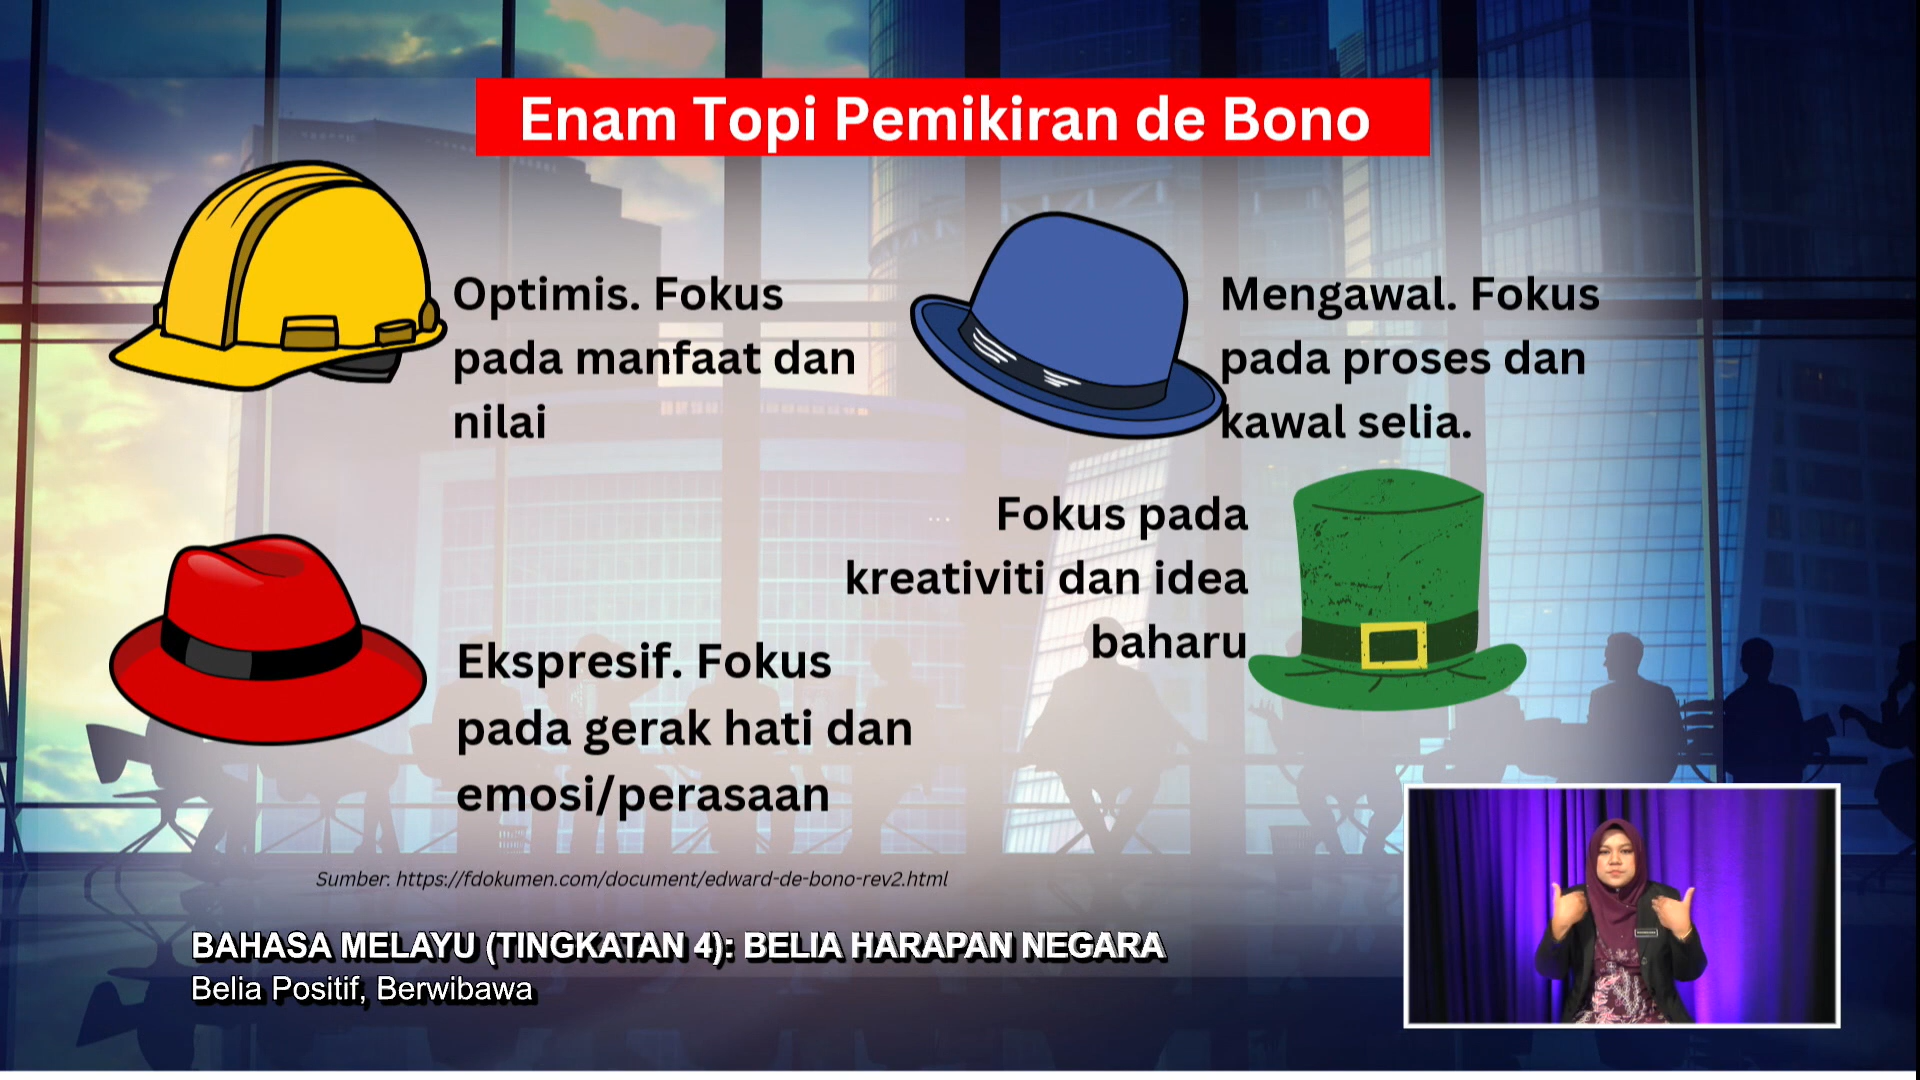 Enam Topi Pemikiran de Bono
Optimis. Fokus
pada manfaat dan
nilai
Mengawal. Fokus
pada proses dan
kawal selia.
Fokus pada
kreativiti dan idea
baharu
Ekspresif. Fokus
pada gerak hati dan
emosi/perasaan
Sumber: https://fdokumen.com/document/edward-de-bono-rev2.html
BAHASA MELAYU (TINGKATAN 4): BELIA HARAPAN NEGARA
Belia Positif, Berwibawa